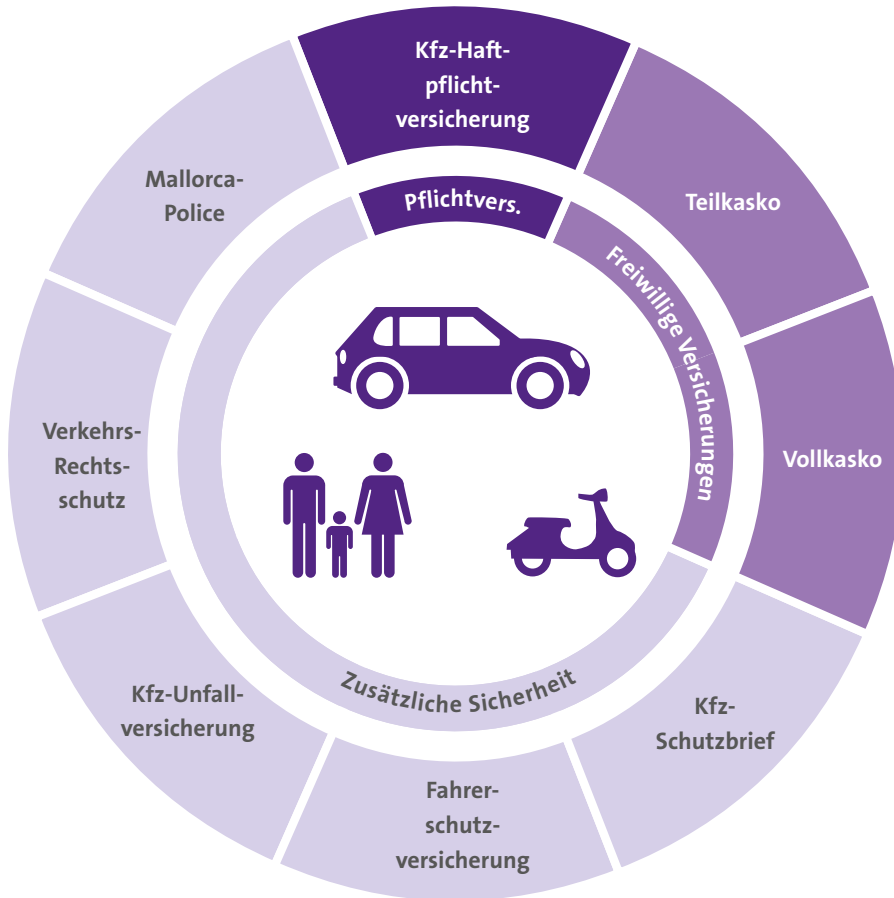 Kfz-Haft-
pflicht-
versicherung
Teilkasko
Vollkasko
Kfz-
Schutzbrief
Fahrer-
schutz-
versicherung
Kfz-Unfall-
versicherung
Verkehrs-
Rechts-
schutz
Mallorca-
Police
Pflichtvers.
Freiwillige Versicherungen
Zusätzliche Sicherheit